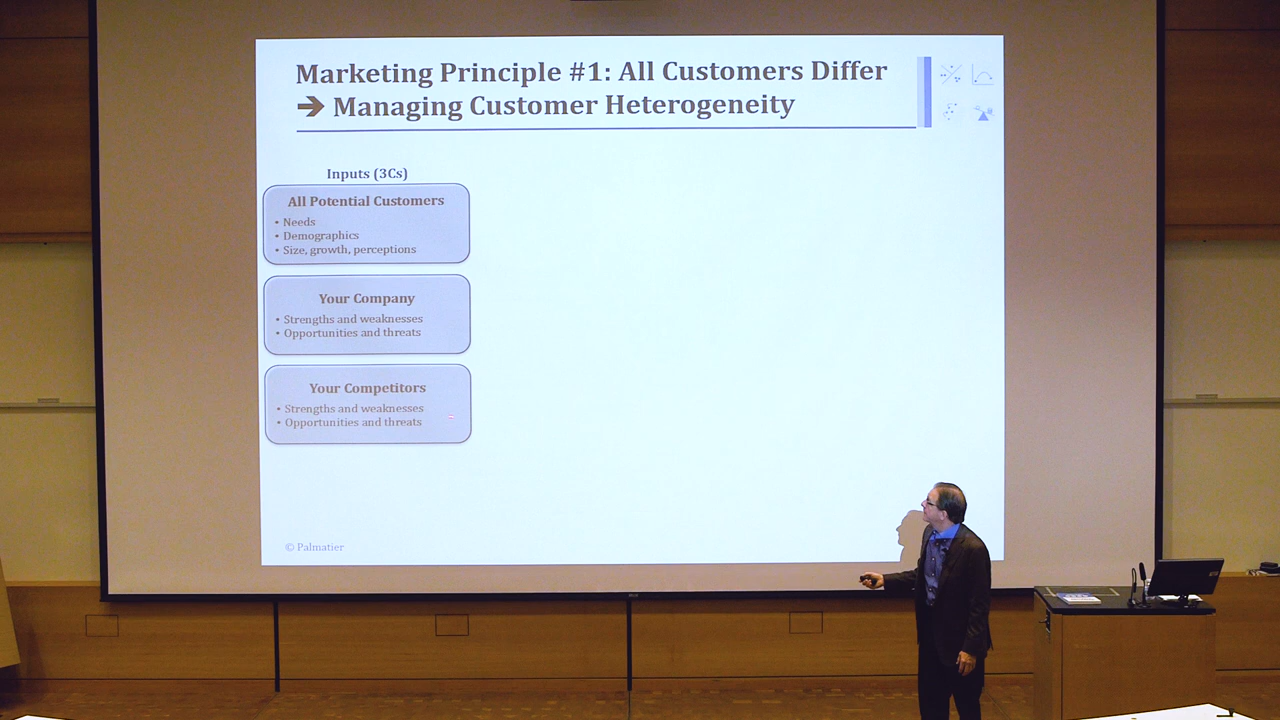 Marketing Principle #1: All Customers Differ
➔ Managing Customer Heterogeneity
Inputs (3Cs)
All Potential Customers
• Needs
• Demographics
• Size, growth, perceptions
Your Company
• Strengths and weaknesses
• Opportunities and threats
Your Competitors
• Strengths and weaknesses
• Opportunities and threats
© Palmatier